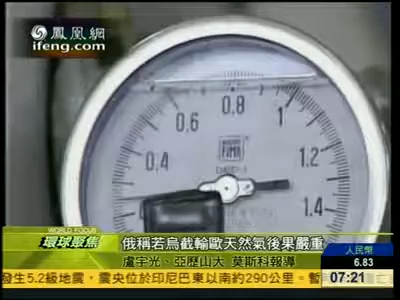 鳳凰網
ifeng.com
0.8
1
0.6
1.2
0.4
1.4
FIMA
WORLD FOCUS
環球聚焦
俄稱若烏截輸歐天然氣後果嚴重
盧宇光、亞歷山大 莫斯科報導
人民幣
6.83
發生5.2級地震，震央位於印尼巴東以南約290公里。暫
07:21